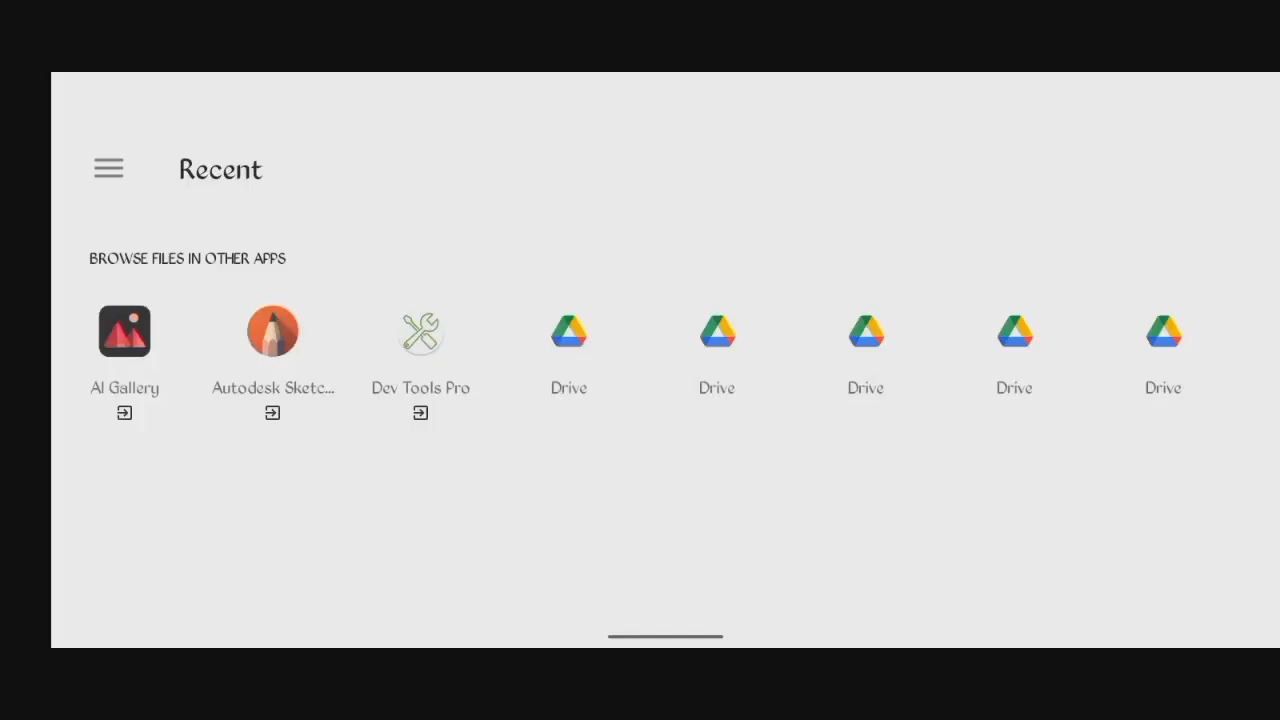 Recent
BROWSE FILES IN OTHER APPS
AI Gallery
Autodesk Sketc...
Dev Tools Pro
Drive
Drive
Drive
Drive
Drive